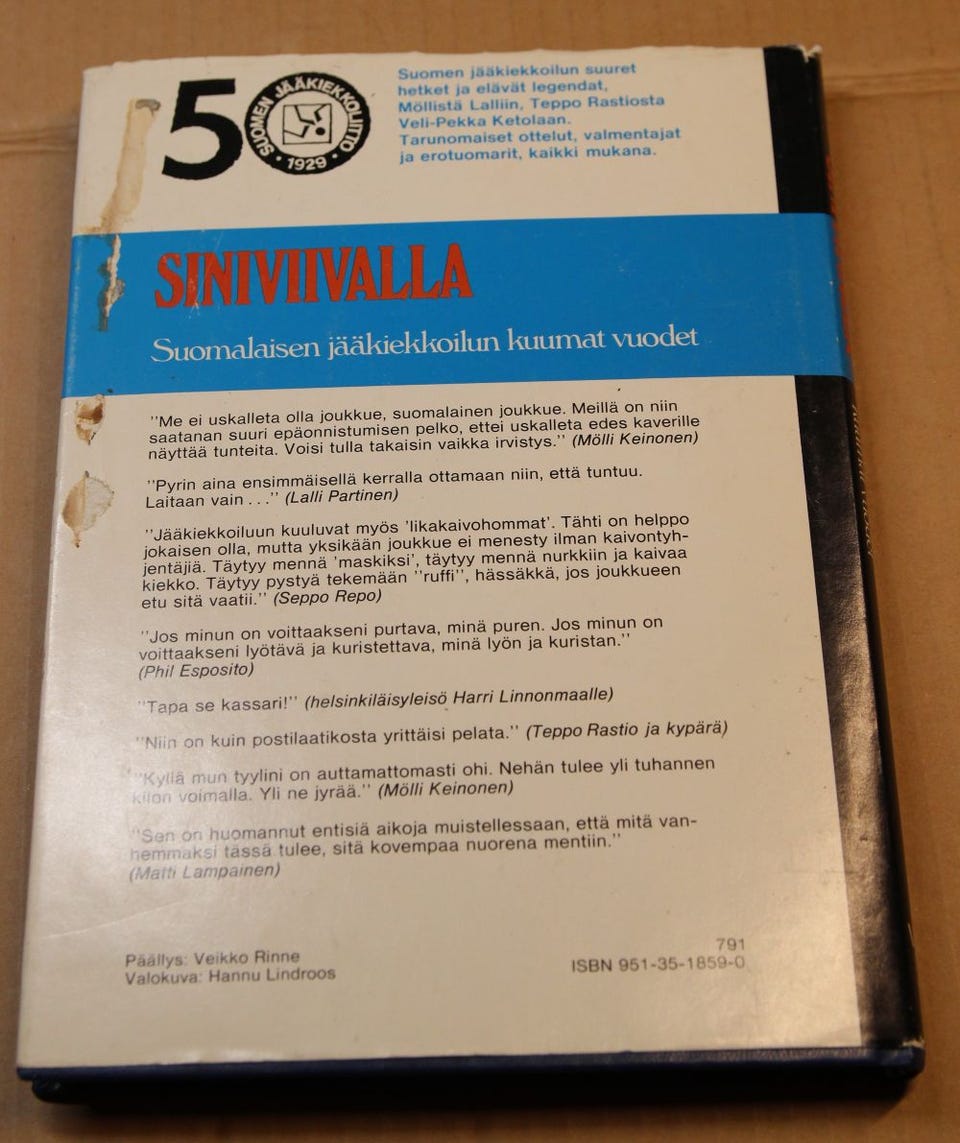 50
SUOMEN JÄÄKIEKKOLIITTO
· 1929 ·
Suomen jääkiekkoilun suuret
hetket ja elävät legendat,
Möllistä Lalliin, Teppo Rastiosta
Veli-Pekka Ketolaan.
Tarunomaiset ottelut, valmentajat
ja erotuomarit, kaikki mukana.
SINIVIIVALLA
Suomalaisen jääkiekkoilun kuumat vuodet
''Me ei uskalleta olla joukkue, suomalainen joukkue. Meillä on niin
saatanan suuri epäonnistumisen pelko, ettei uskalleta edes kaverille
näyttää tunteita. Voisi tulla takaisin vaikka irvistys.'' (Mölli Keinonen)
''Pyrin aina ensimmäisellä kerralla ottamaan niin, että tuntuu.
Laitaan vain . . .'' (Lalli Partinen)
''Jääkiekkoiluun kuuluvat myös 'likakaivohommat'. Tähti on helppo
jokaisen olla, mutta yksikään joukkue ei menesty ilman kaivontyh-
jentäjiä. Täytyy mennä 'maskiksi', täytyy mennä nurkkiin ja kaivaa
kiekko. Täytyy pystyä tekemään ''ruffi'', hässäkkä, jos joukkueen
etu sitä vaatii.'' (Seppo Repo)
''Jos minun on voittaakseni purtava, minä puren. Jos minun on
voittaakseni lyötävä ja kuristettava, minä lyön ja kuristan.''
(Phil Esposito)
''Tapa se kassari!'' (helsinkiläisyleisö Harri Linnonmaalle)
''Niin on kuin postilaatikosta yrittäisi pelata.'' (Teppo Rastio ja kypärä)
''Kyllä mun tyylini on auttamattomasti ohi. Nehän tulee yli tuhannen
kilon voimalla. Yli ne jyrää.'' (Mölli Keinonen)
''Sen on huomannut entisiä aikoja muistellessaan, että mitä van-
hemmaksi tässä tulee, sitä kovempaa nuorena mentiin.''
(Matti Lampainen)
Päällys: Veikko Rinne
Valokuva: Hannu Lindroos
791
ISBN 951-35-1859-0